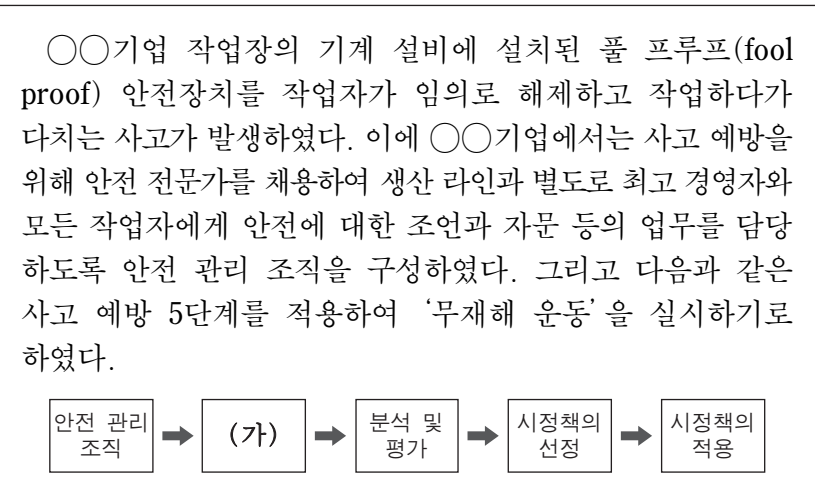 ◯◯기업 작업장의 기계 설비에 설치된 풀 프루프(fool
proof) 안전장치를 작업자가 임의로 해제하고 작업하다가
다치는 사고가 발생하였다. 이에 ◯◯기업에서는 사고 예방을
위해 안전 전문가를 채용하여 생산 라인과 별도로 최고 경영자와
모든 작업자에게 안전에 대한 조언과 자문 등의 업무를 담당
하도록 안전 관리 조직을 구성하였다. 그리고 다음과 같은
사고 예방 5단계를 적용하여 ‘무재해 운동’을 실시하기로
하였다.
안전 관리
조직
(가)
분석 및
평가
시정책의
선정
시정책의
적용